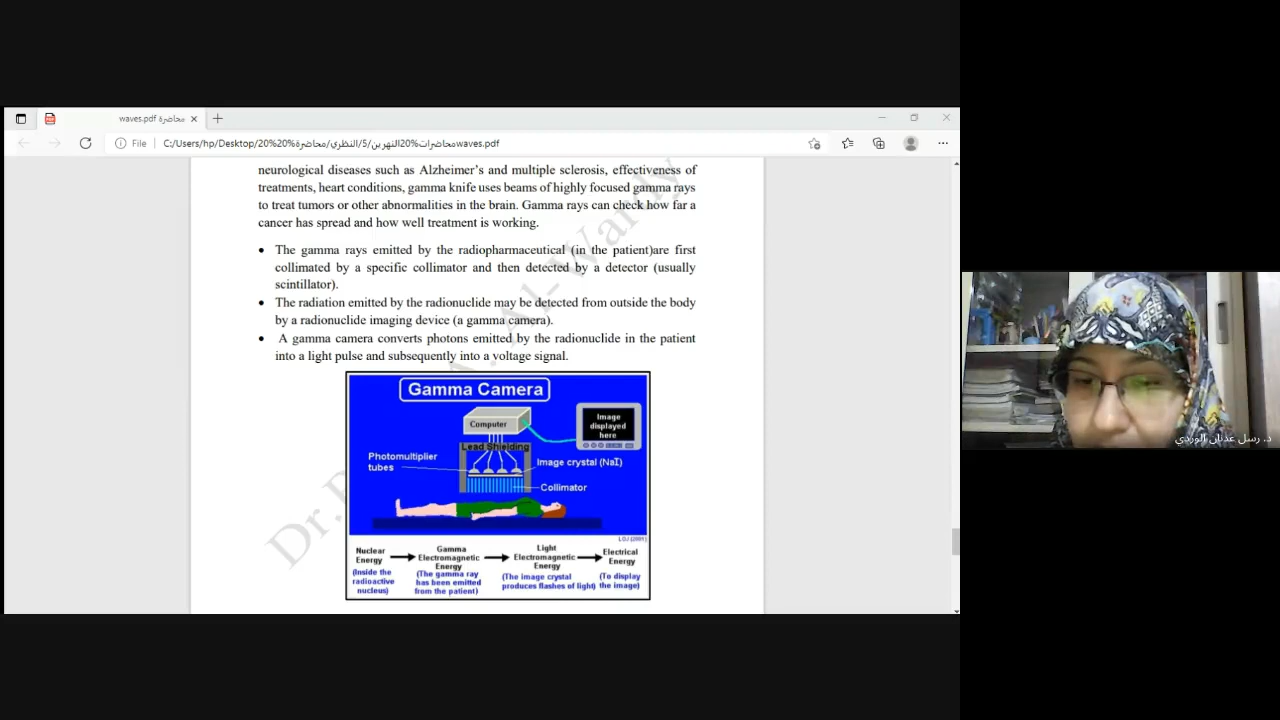 محاضرة waves.pdf
File
C:/Users/hp/Desktop/20%20%محاضرات%20النهرين/5/النظري/محاضرةwaves.pdf
neurological diseases such as Alzheimer's and multiple sclerosis, effectiveness of
treatments, heart conditions, gamma knife uses beams of highly focused gamma rays
to treat tumors or other abnormalities in the brain. Gamma rays can check how far a
cancer has spread and how well treatment is working.
• The gamma rays emitted by the radiopharmaceutical (in the patient)are first
collimated by a specific collimator and then detected by a detector (usually
scintillator).
• The radiation emitted by the radionuclide may be detected from outside the body
by a radionuclide imaging device (a gamma camera).
• A gamma camera converts photons emitted by the radionuclide in the patient
into a light pulse and subsequently into a voltage signal.
Gamma Camera
Computer
Image
displayed
here
Lead Shielding
Photomultiplier
tubes
Image crystal (NaI)
Collimator
LOJ (2001)
Nuclear
Energy
(Inside the
radioactive
nucleus)
Gamma
Electromagnetic
Energy
(The gamma ray
has been emitted
from the patient)
Light
Electromagnetic
Energy
(The image crystal
produces flashes of light)
Electrical
Energy
(To display
the image)
Dr.
A. Al-Wardy
د. رسل عدنان الوردي